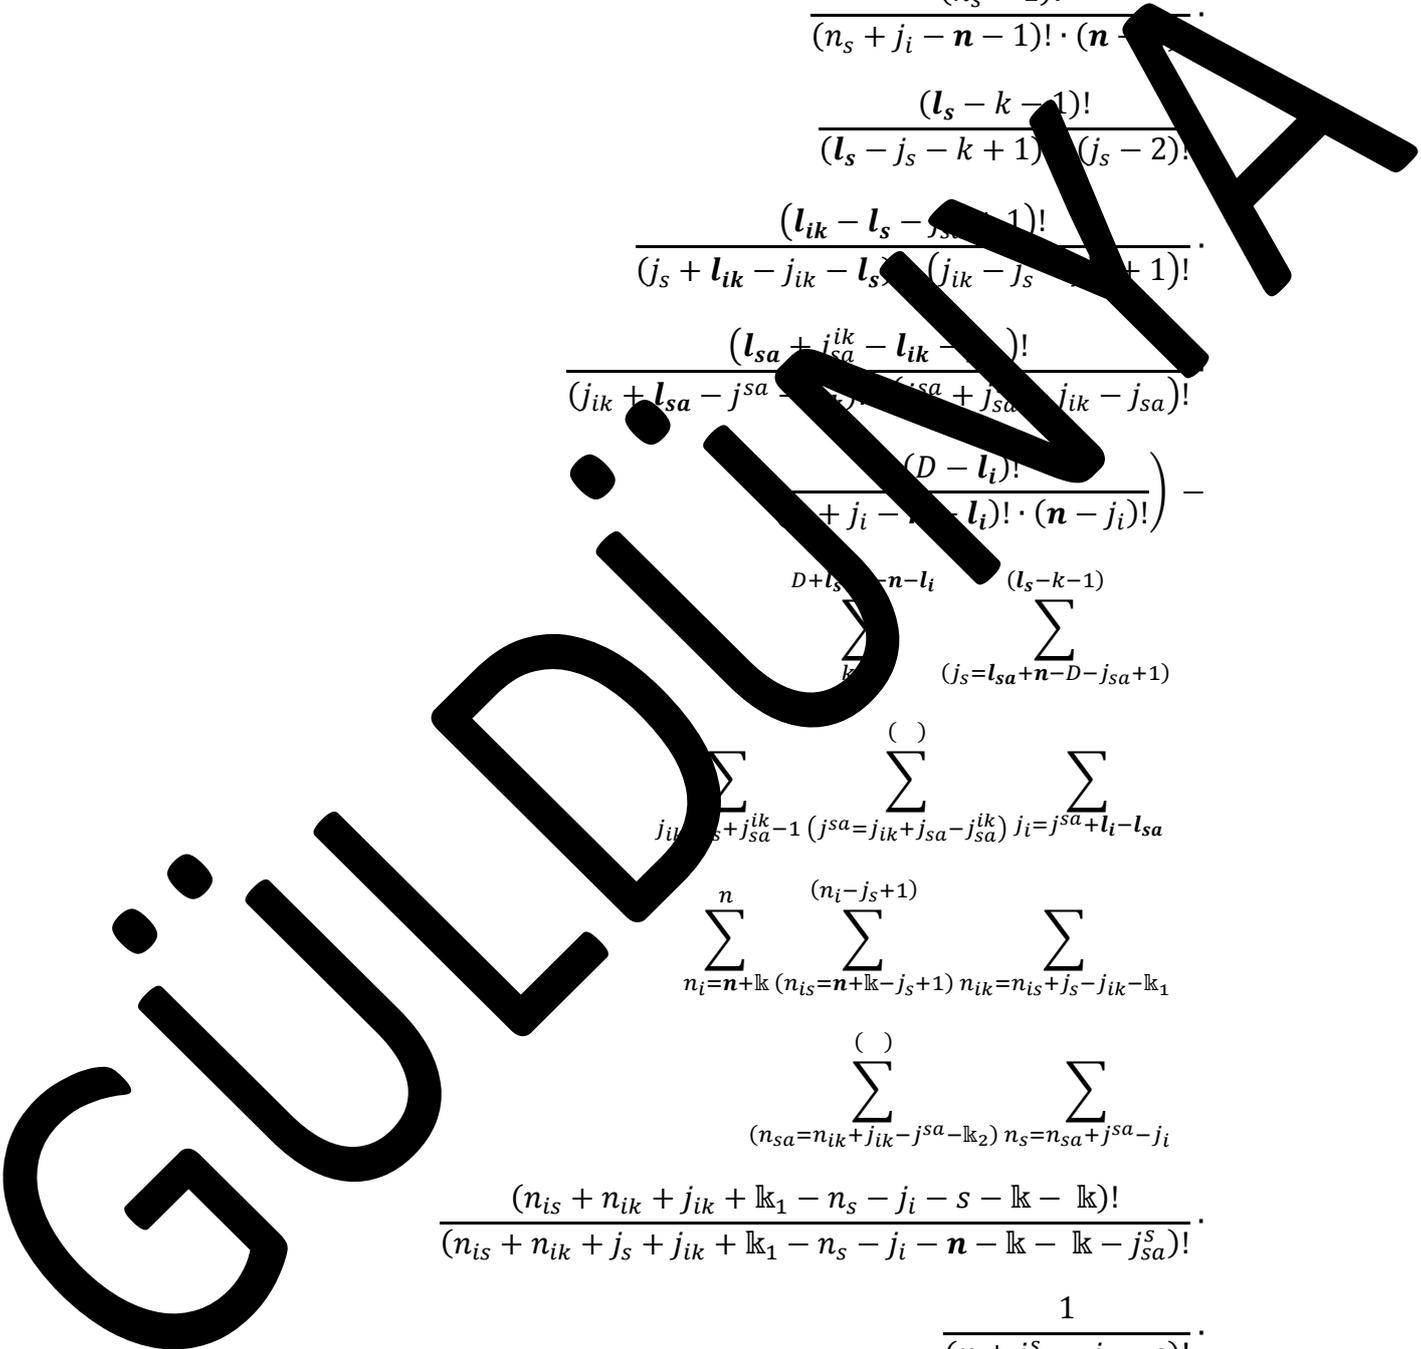 (n_s + j_i − n − 1)! · (n −
(l_s − k − 1)!
(l_s − j_s − k + 1) (j_s − 2)!
(l_ik − l_s − 1)! ·
(j_s + l_ik − j_ik − l_s) (j_ik − j_s + 1)!
(l_sa + j_sa^ik − l_ik − )!
(j_ik + l_sa − j^sa − + j_sa j_ik − j_sa)!
(D − l_i)! ) −
+ j_i − − l_i)! · (n − j_i)!
D+l_s −n−l_i (l_s−k−1)
∑ ∑
(j_s=l_sa+n−D−j_sa+1)
( )
∑ ∑ ∑
+j_sa^ik−1 (j^sa=j_ik+j_sa−j_sa^ik) j_i=j^sa+l_i−l_sa
n (n_i−j_s+1)
∑ ∑ ∑
n_i=n+𝕜 (n_is=n+𝕜−j_s+1) n_ik=n_is+j_s−j_ik−𝕜_1
( )
∑ ∑
(n_sa=n_ik+j_ik−j^sa−𝕜_2) n_s=n_sa+j^sa−j_i
(n_is + n_ik + j_ik + 𝕜_1 − n_s − j_i − s − 𝕜 − 𝕜)! ·
(n_is + n_ik + j_s + j_ik + 𝕜_1 − n_s − j_i − n − 𝕜 − 𝕜 − j_sa^s)!
1 ·
GÜLDÜNYA